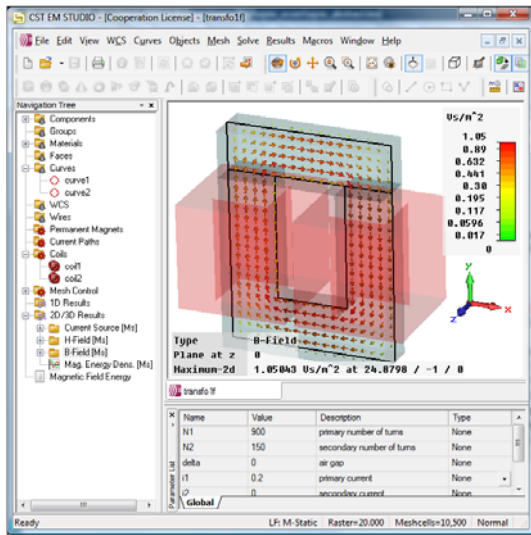 CST EM STUDIO - [Cooperation License] - [transfo1f]
File Edit View WCS Curves Objects Mesh Solve Results Macros Window Help
Navigation Tree
Components
Groups
Materials
Faces
Curves
curve1
curve2
WCS
Wires
Permanent Magnets
Current Paths
Coils
coil1
coil2
Mesh Control
1D Results
2D/3D Results
Current Source [Ms]
H-Field [Ms]
B-Field [Ms]
Mag. Energy Dens. [Ms]
Magnetic Field Energy
Vs/m^2
1.05
0.89
0.632
0.441
0.30
0.195
0.117
0.0596
0.017
0
y
x
z
Type B-Field
Plane at z 0
Maximum-2d 1.05043 Vs/m^2 at 24.8798 / -1 / 0
transfo1f
Parameter List
Name Value Description Type
N1 900 primary number of turns None
N2 150 secondary number of turns None
delta 0 air gap None
i1 0.2 primary current None
i2 0 secondary current None
Global
Ready LF: M-Static Raster=20.000 Meshcells=10,500 Normal